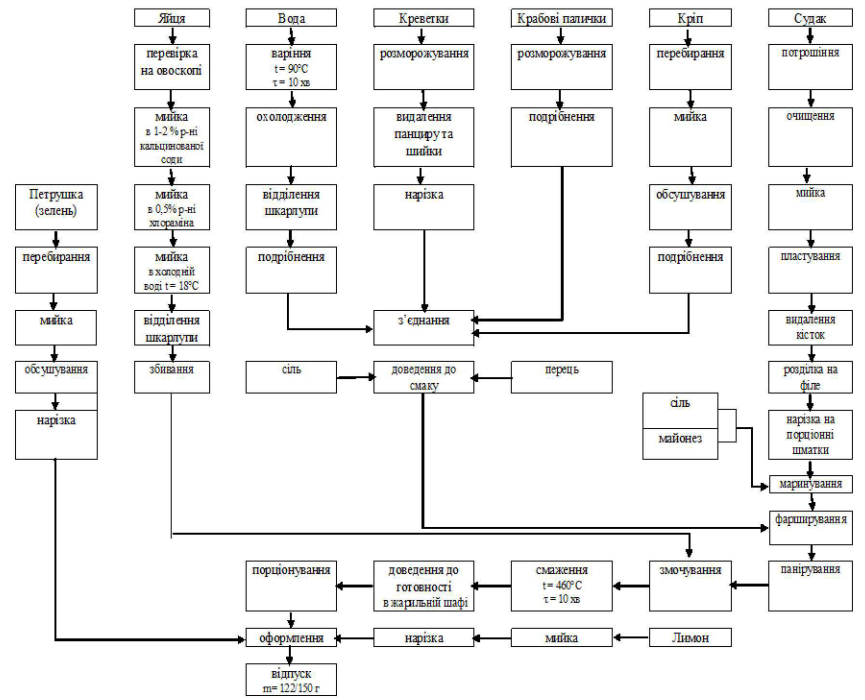 Яйця
Вода
Креветки
Крабові палички
Кріп
Судак
перевірка
на овоскопі
варіння
t = 90°C
τ = 10 хв
розморожування
розморожування
перебирання
потрошіння
мийка
в 1-2 % р-ні
кальцинованої
соди
охолодження
видалення
панциру та
шийки
подрібнення
мийка
очищення
Петрушка
(зелень)
мийка
в 0,5% р-ні
хлораміна
відділення
шкарлупи
нарізка
обсушування
мийка
перебирання
мийка
в холодній
воді t = 18°C
подрібнення
подрібнення
пластування
мийка
відділення
шкарлупи
з’єднання
видалення
кісток
обсушування
збивання
сіль
доведення до
смаку
перець
розділка на
філе
нарізка
сіль
майонез
нарізка на
порціонні
шматки
маринування
фарширування
порціонування
доведення до
готовності
в жарильній шафі
смаження
t = 460°C
τ = 10 хв
змочування
панірування
оформлення
нарізка
мийка
Лимон
відпуск
m= 122/150 г